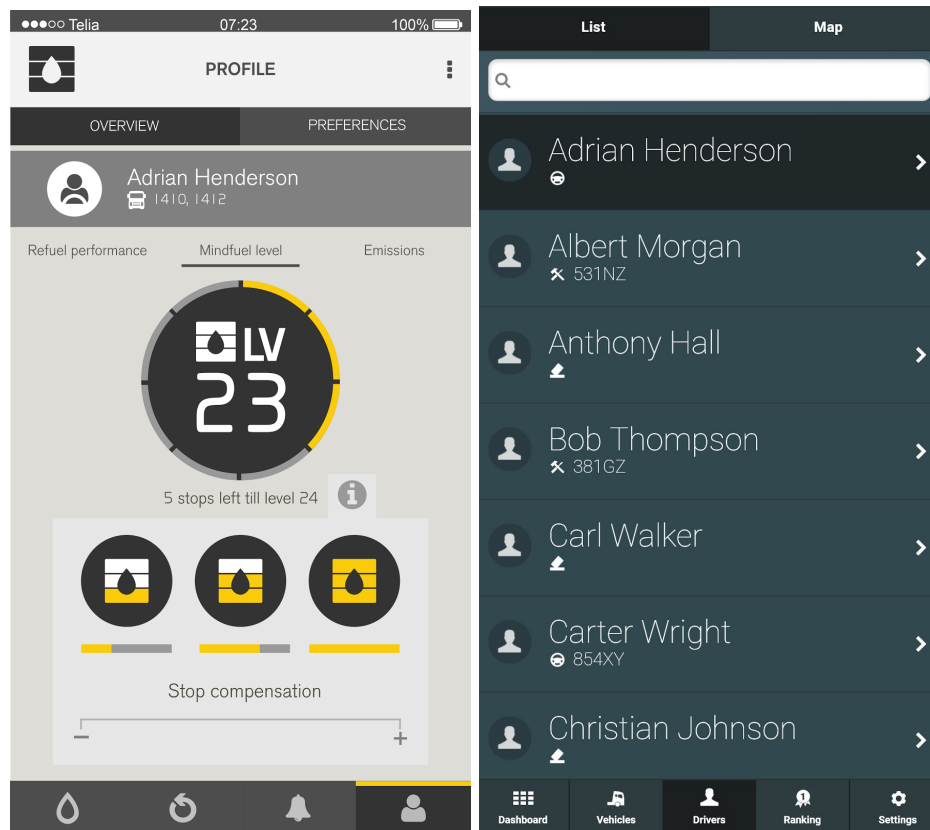 Telia 07:23 100%
PROFILE
OVERVIEW PREFERENCES
Adrian Henderson
1410, 1412
Refuel performance Mindfuel level Emissions
LV
23
5 stops left till level 24
i
Stop compensation
− +
List Map
Adrian Henderson
Albert Morgan
531NZ
Anthony Hall
Bob Thompson
381GZ
Carl Walker
Carter Wright
854XY
Christian Johnson
1
Dashboard Vehicles Drivers Ranking Settings